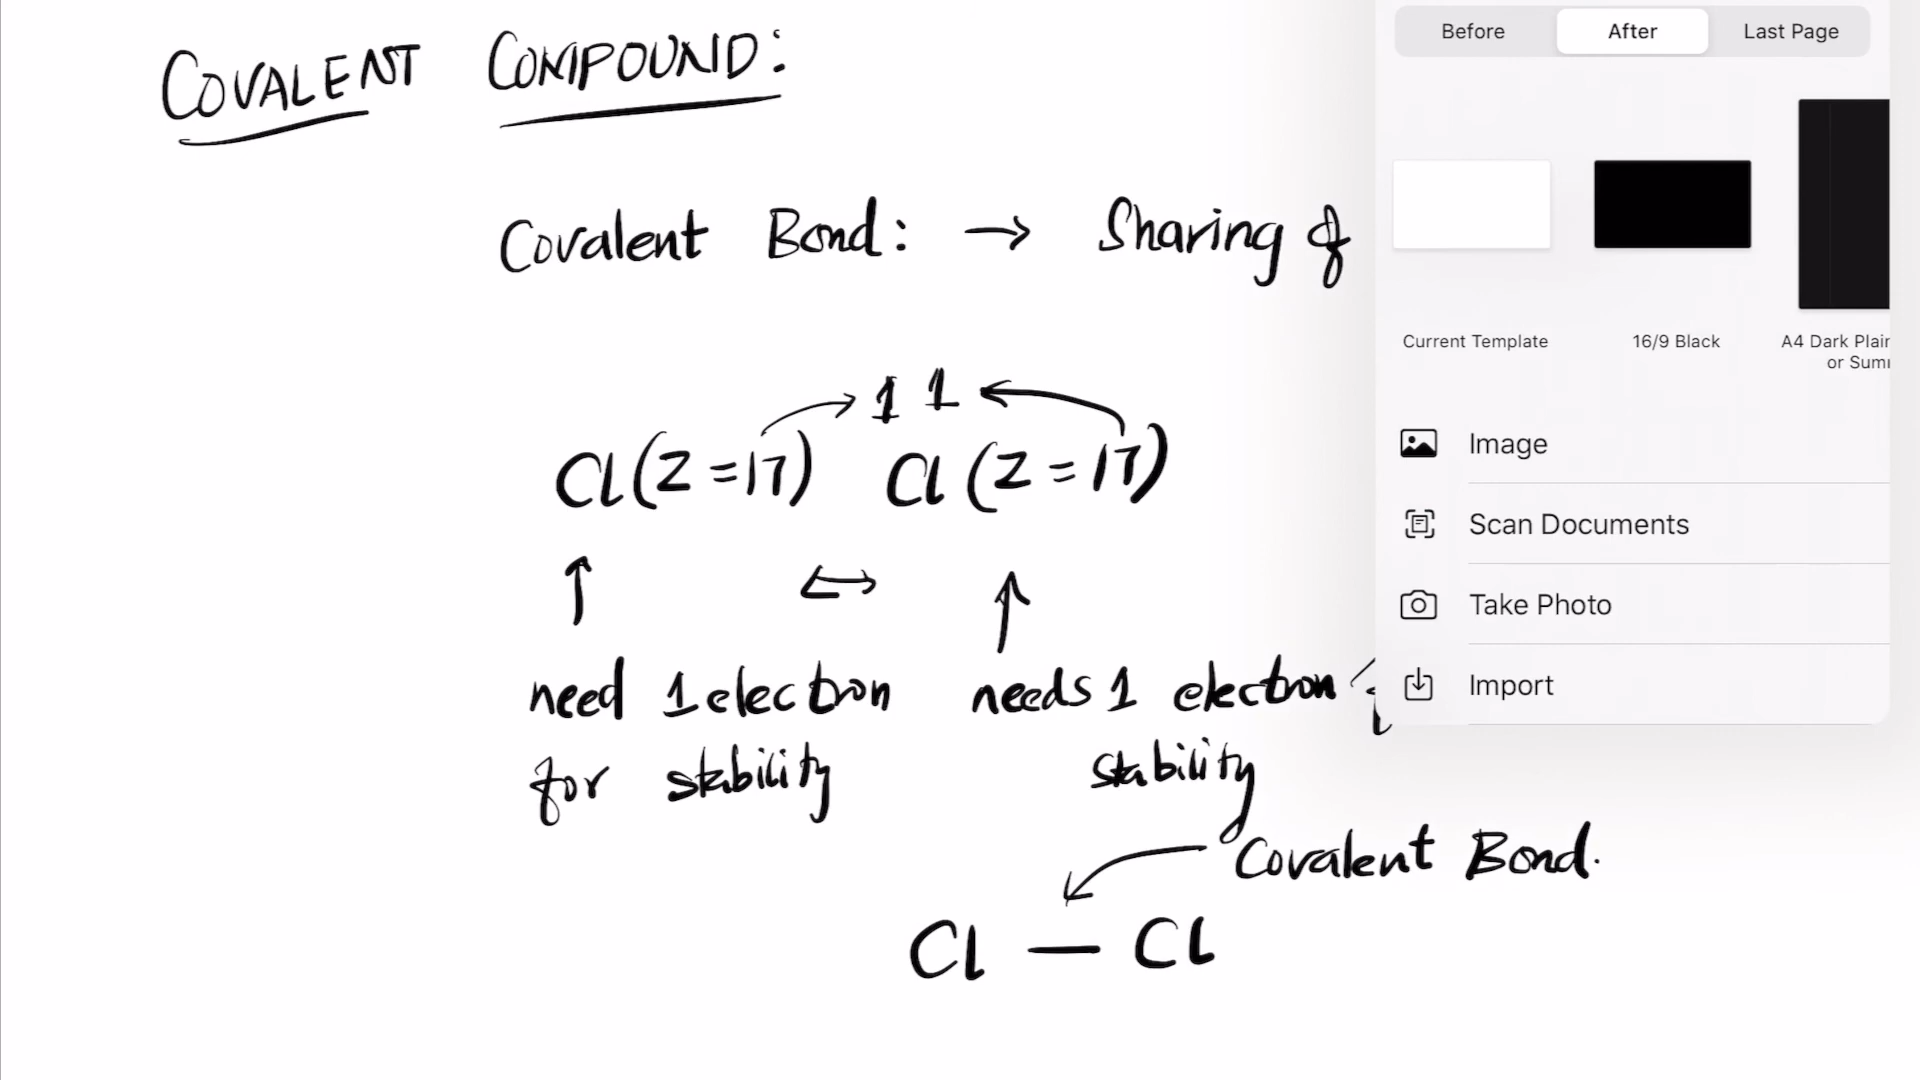 COVALENT COMPOUND:
Covalent Bond: → Sharing of
1 1
Cl(Z=17) Cl(Z=17)
need 1 electron needs 1 electron
for stability stability
Covalent Bond.
Cl — Cl
Before After Last Page
Current Template 16/9 Black A4 Dark Plain
or Sum
Image
Scan Documents
Take Photo
Import